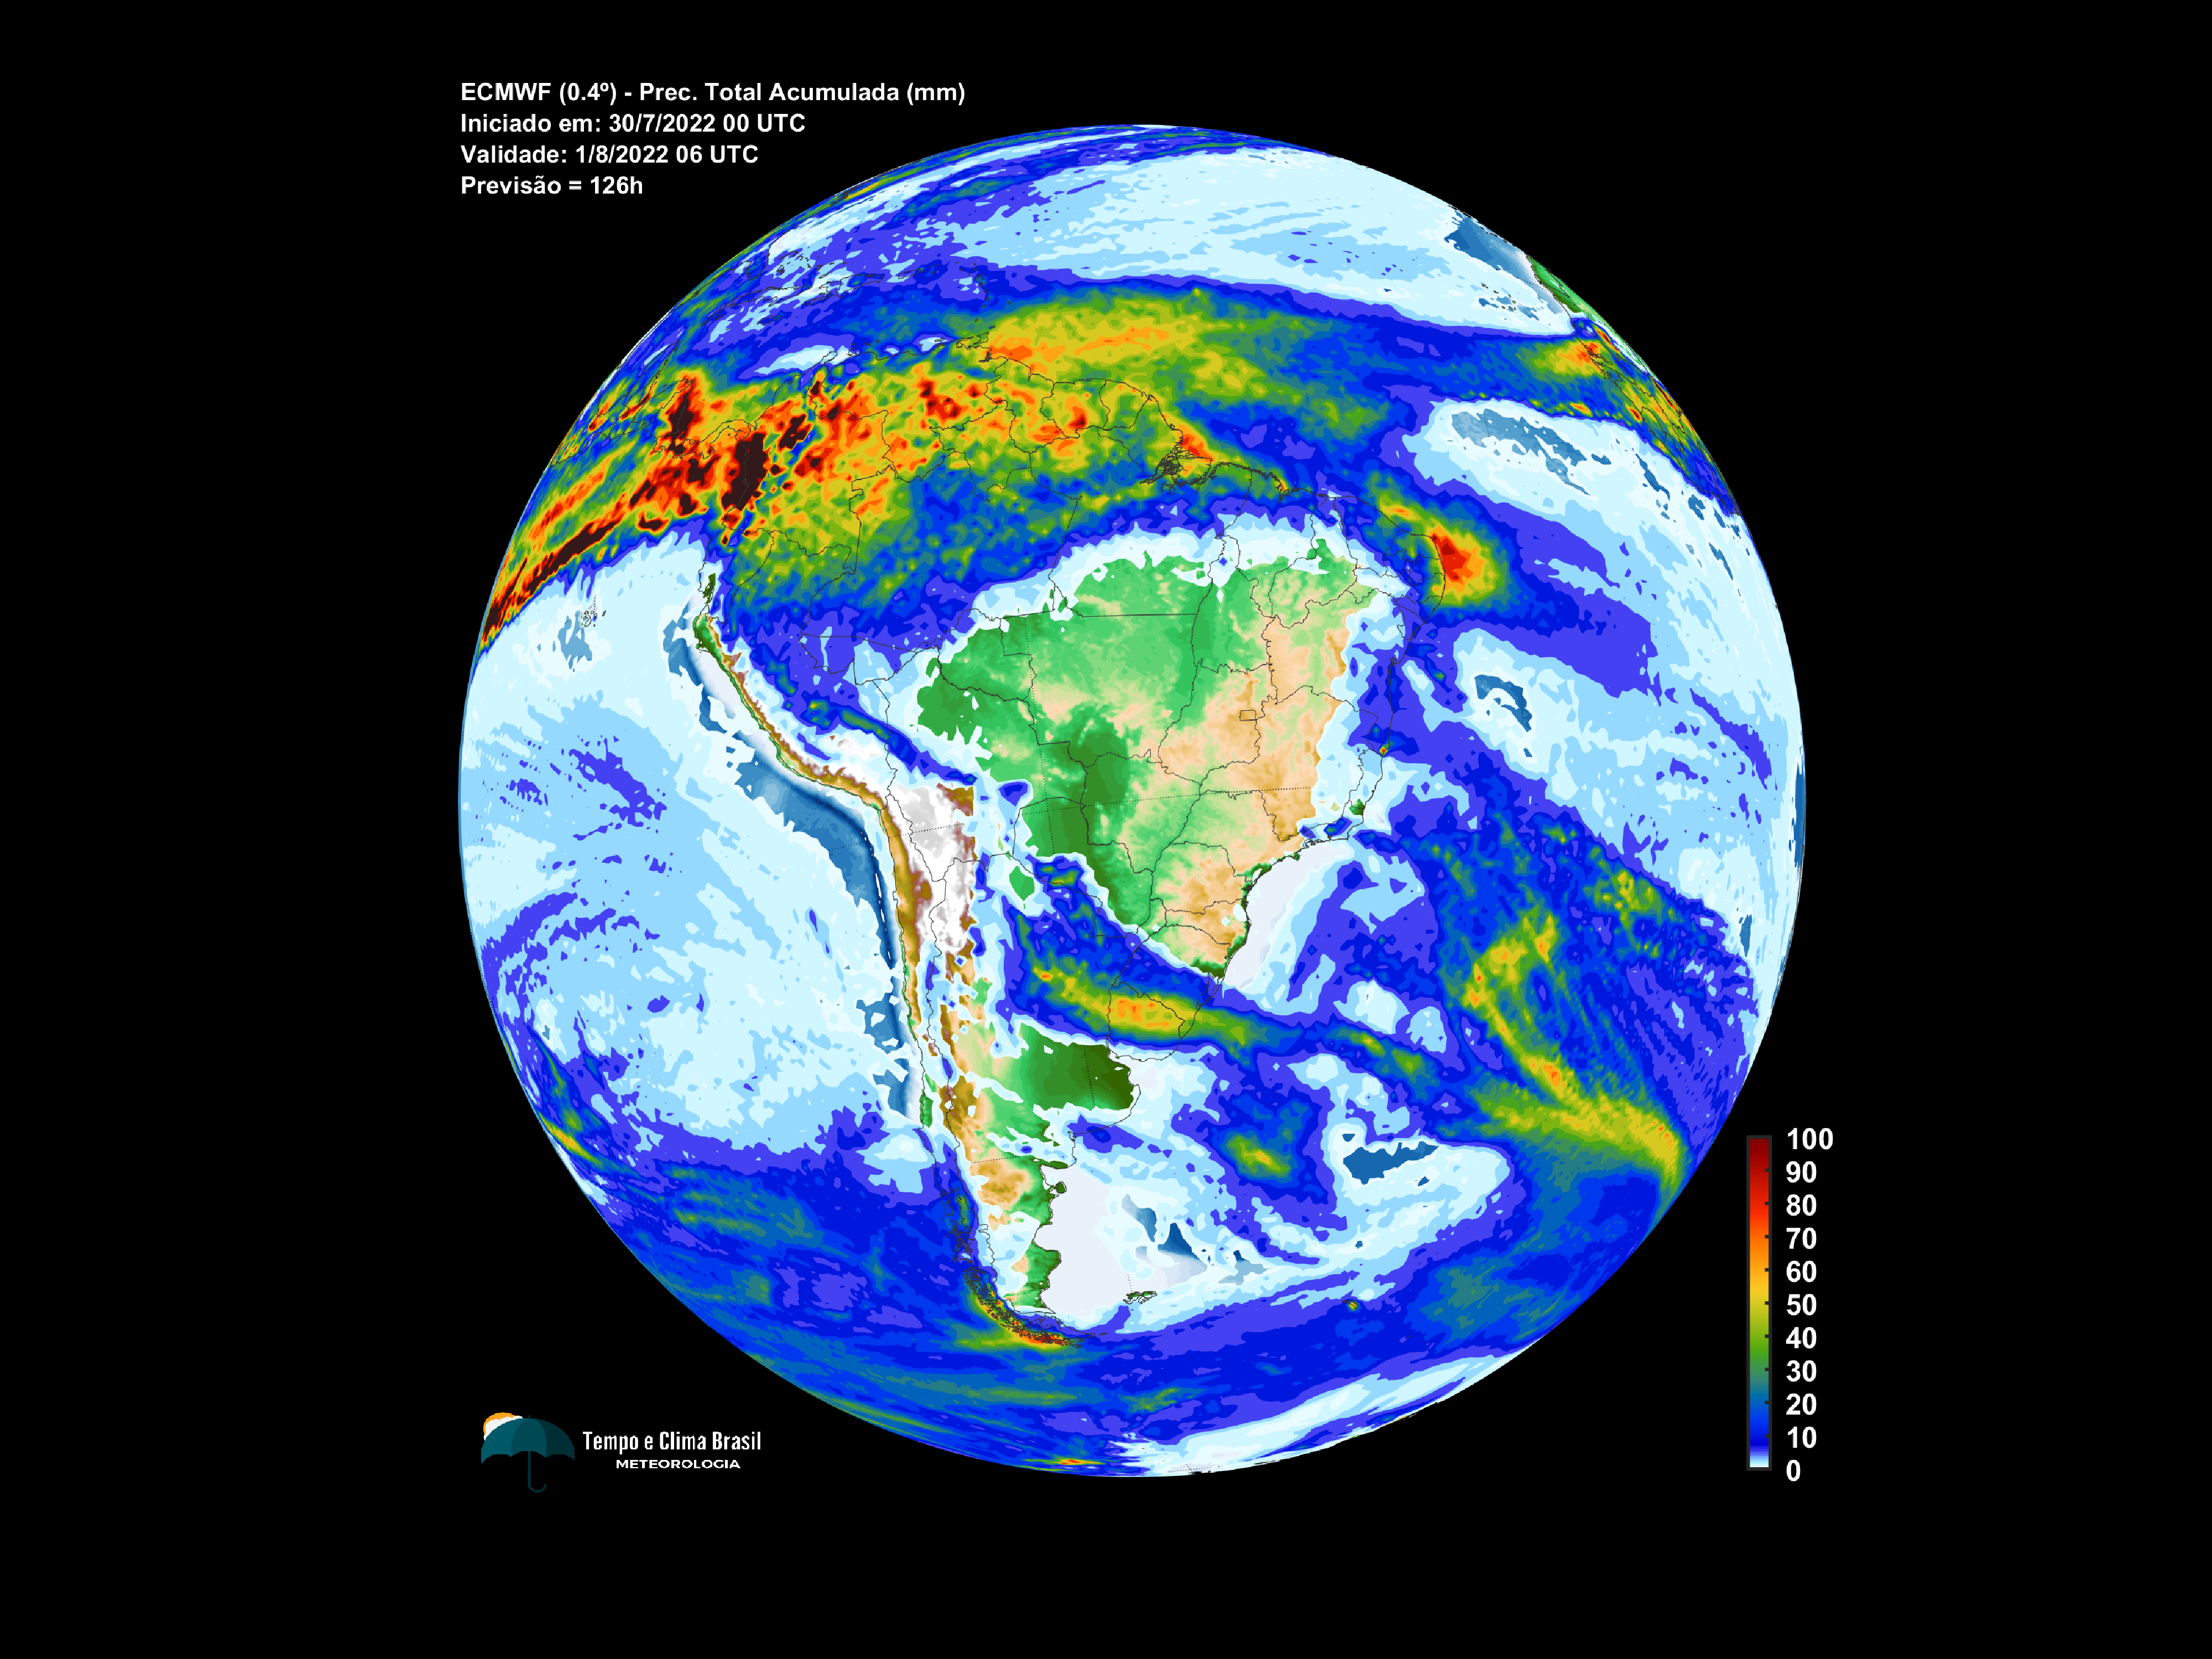 ECMWF (0.4º) - Prec. Total Acumulada (mm)
Iniciado em: 30/7/2022 00 UTC
Validade: 1/8/2022 06 UTC
Previsão = 126h
100
90
80
70
60
50
40
30
20
10
0
Tempo e Clima Brasil
METEOROLOGIA